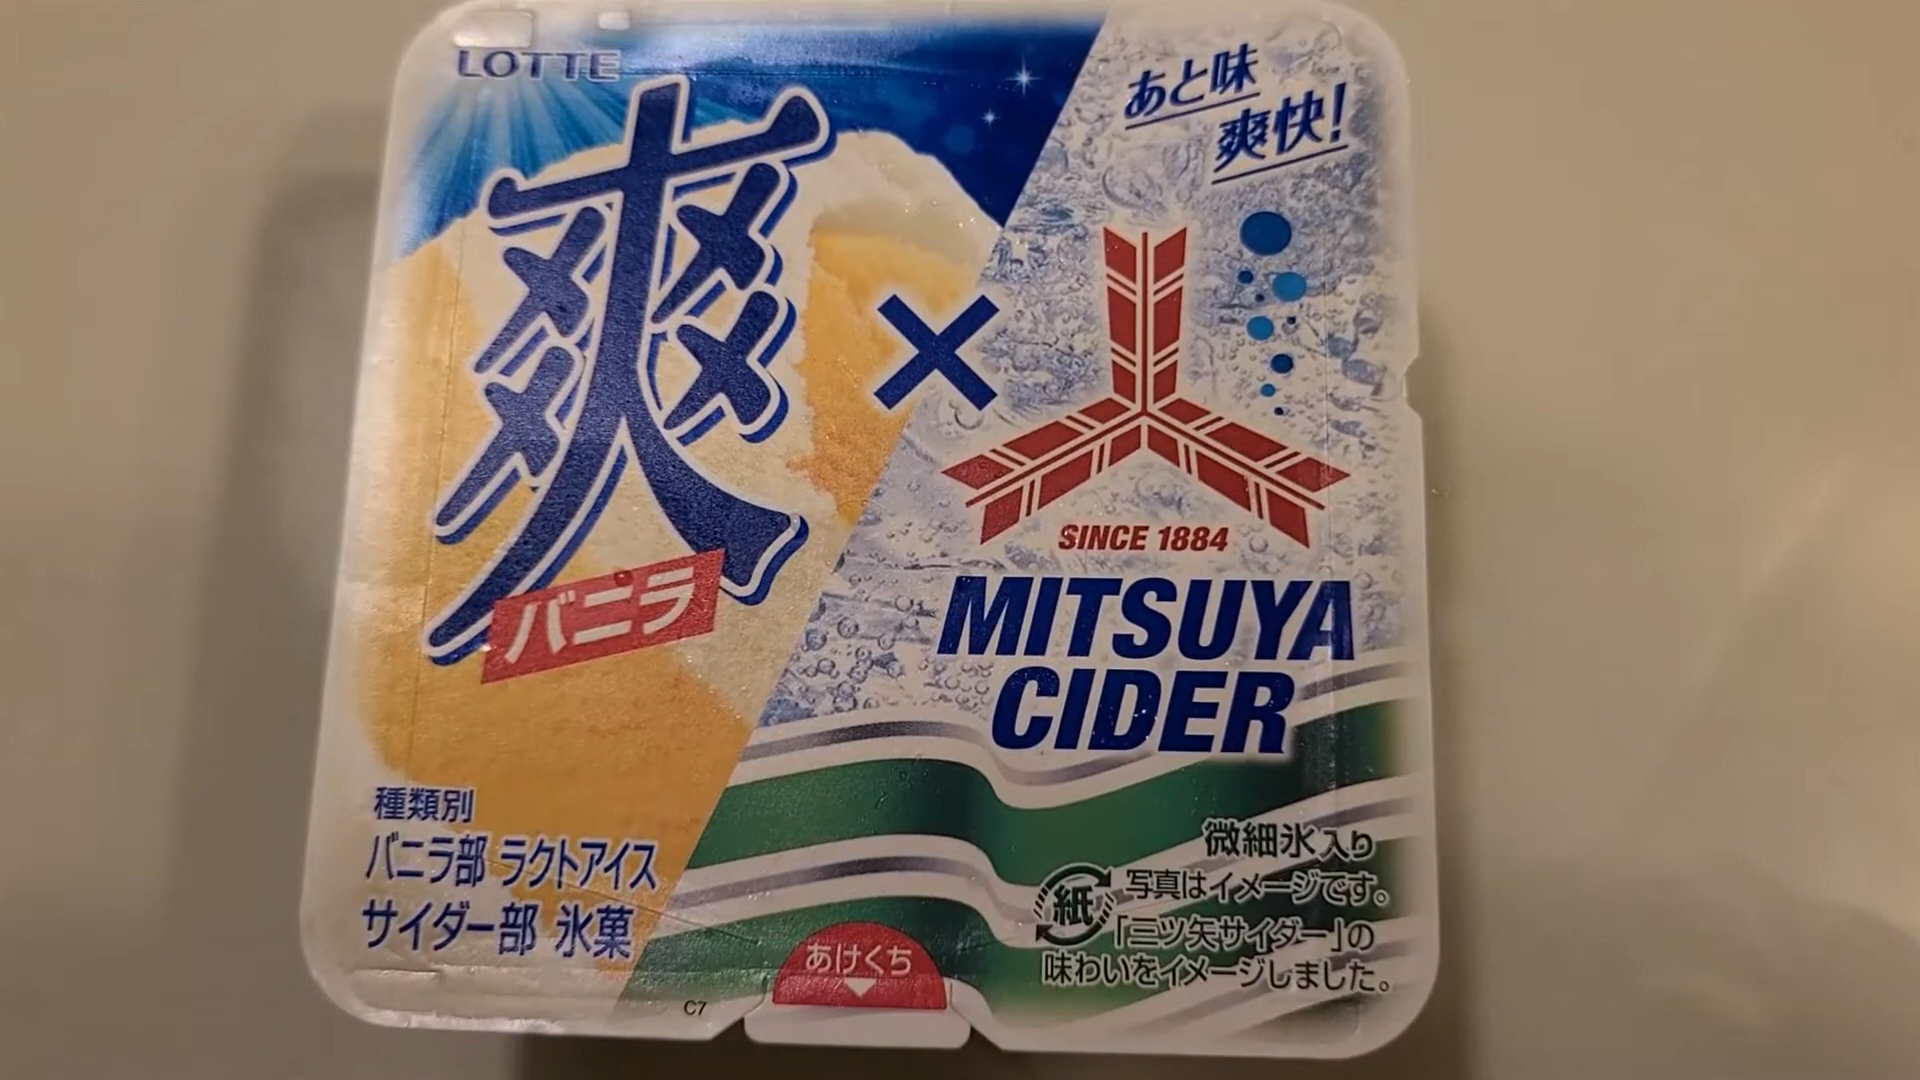 LOTTE
爽
バニラ
×
あと味
爽快!
SINCE 1884
MITSUYA
CIDER
種類別
バニラ部 ラクトアイス
サイダー部 氷菓
微細氷入り
紙
写真はイメージです。
「三ツ矢サイダー」の
味わいをイメージしました。
あけくち
C7